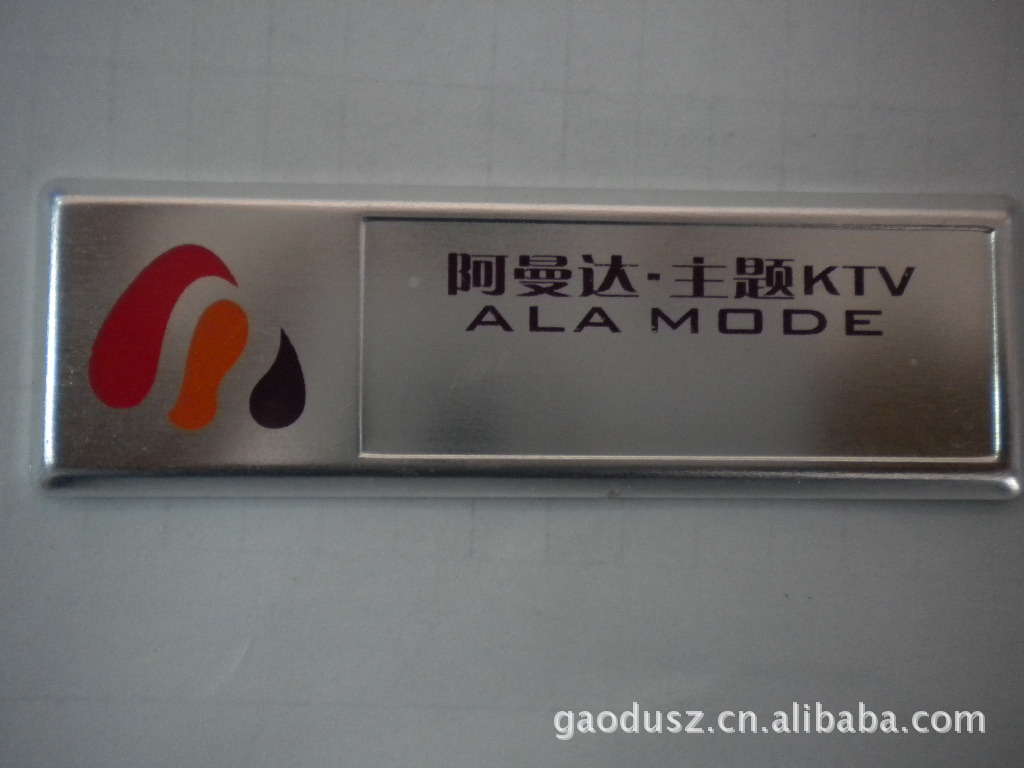 阿曼达·主题KTV
ALA MODE
gaodusz.cn.alibaba.com